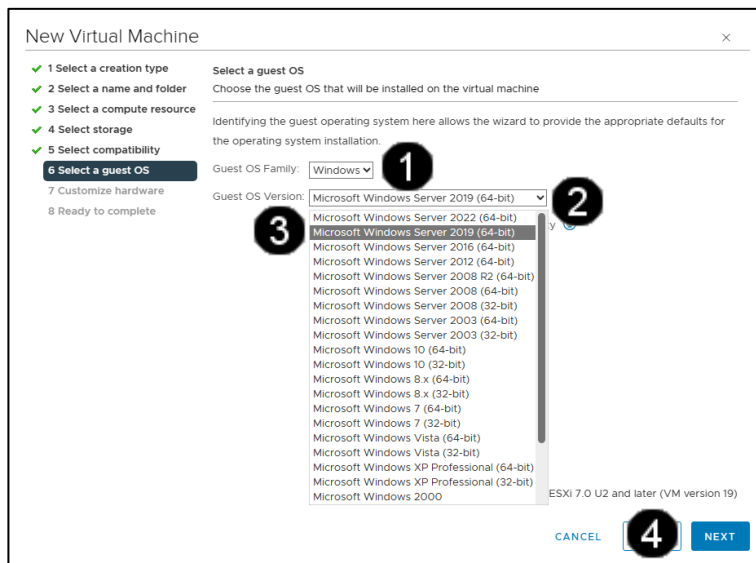 New Virtual Machine
1 Select a creation type
2 Select a name and folder
3 Select a compute resource
4 Select storage
5 Select compatibility
6 Select a guest OS
7 Customize hardware
8 Ready to complete
Select a guest OS
Choose the guest OS that will be installed on the virtual machine
Identifying the guest operating system here allows the wizard to provide the appropriate defaults for
the operating system installation.
Guest OS Family: Windows
1
Guest OS Version: Microsoft Windows Server 2019 (64-bit)
2
3
Microsoft Windows Server 2022 (64-bit)
Microsoft Windows Server 2019 (64-bit)
Microsoft Windows Server 2016 (64-bit)
Microsoft Windows Server 2012 (64-bit)
Microsoft Windows Server 2008 R2 (64-bit)
Microsoft Windows Server 2008 (64-bit)
Microsoft Windows Server 2008 (32-bit)
Microsoft Windows Server 2003 (64-bit)
Microsoft Windows Server 2003 (32-bit)
Microsoft Windows 10 (64-bit)
Microsoft Windows 10 (32-bit)
Microsoft Windows 8.x (64-bit)
Microsoft Windows 8.x (32-bit)
Microsoft Windows 7 (64-bit)
Microsoft Windows 7 (32-bit)
Microsoft Windows Vista (64-bit)
Microsoft Windows Vista (32-bit)
Microsoft Windows XP Professional (64-bit)
Microsoft Windows XP Professional (32-bit)
Microsoft Windows 2000
ESXi 7.0 U2 and later (VM version 19)
CANCEL
4
NEXT